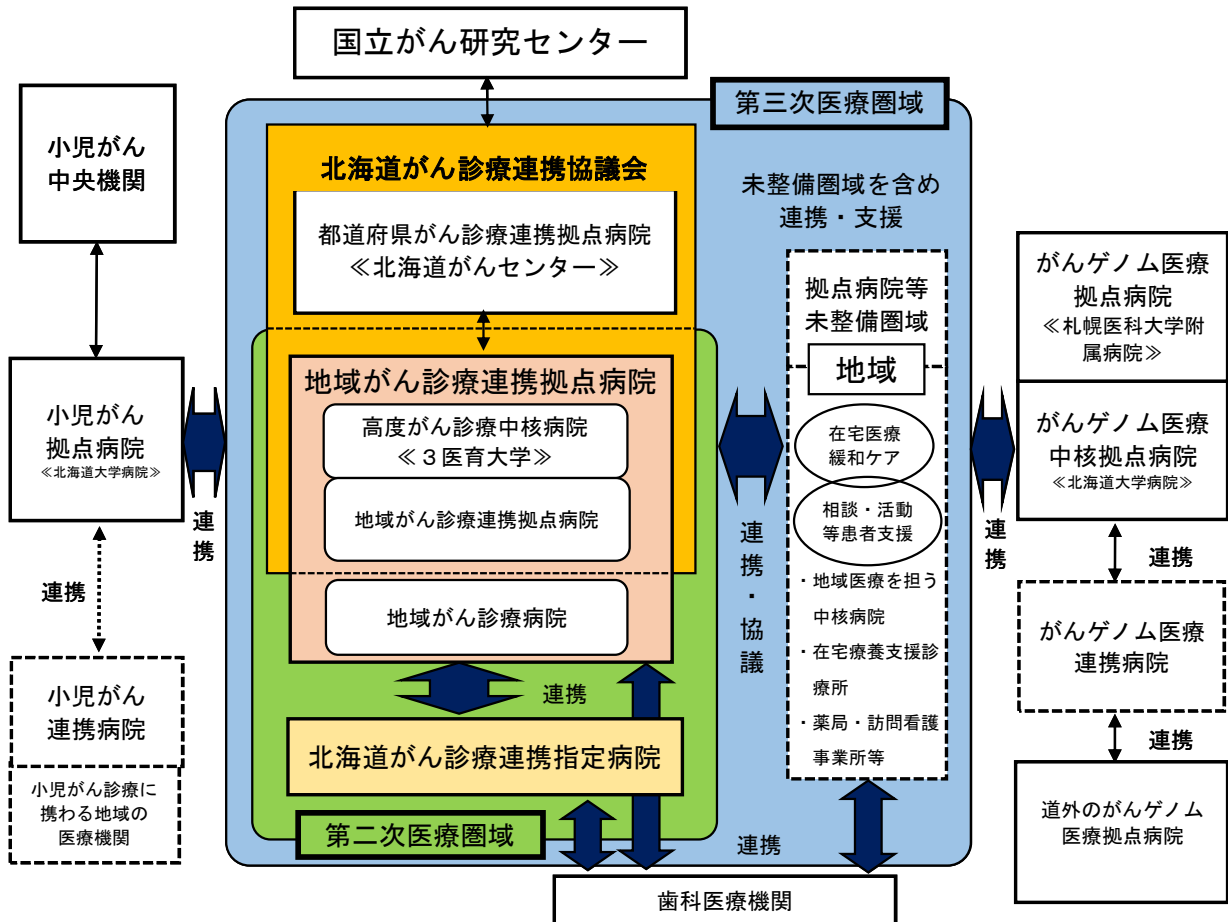 国立がん研究センター
第三次医療圏域
小児がん
中央機関
北海道がん診療連携協議会
都道府県がん診療連携拠点病院
≪北海道がんセンター≫
未整備圏域を含め
連携・支援
拠点病院等
未整備圏域
地域
在宅医療
緩和ケア
相談・活動
等患者支援
・地域医療を担う
中核病院
・在宅療養支援診
療所
・薬局・訪問看護
事業所等
がんゲノム医療
拠点病院
≪札幌医科大学附
属病院≫
がんゲノム医療
中核拠点病院
≪北海道大学病院≫
連携
がんゲノム医療
連携病院
連携
道外のがんゲノム
医療拠点病院
小児がん
拠点病院
≪北海道大学病院≫
連携
連携
小児がん
連携病院
小児がん診療に
携わる地域の
医療機関
地域がん診療連携拠点病院
高度がん診療中核病院
≪３医育大学≫
地域がん診療連携拠点病院
地域がん診療病院
連携・協議
連携
連携
北海道がん診療連携指定病院
第二次医療圏域
連携
歯科医療機関